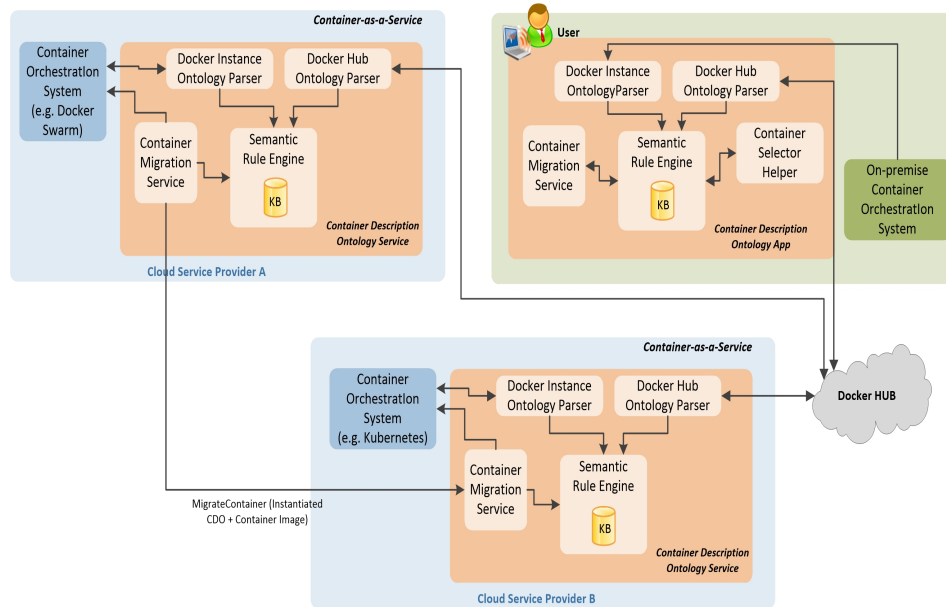 Container-as-a-Service
Container
Orchestration
System
(e.g. Docker
Swarm)
Docker Instance
Ontology Parser
Docker Hub
Ontology Parser
Container
Migration
Service
Semantic
Rule Engine
KB
Container Description
Ontology Service
Cloud Service Provider A
User
Docker Instance
OntologyParser
Docker Hub
Ontology Parser
Container
Migration
Service
Semantic
Rule Engine
KB
Container
Selector
Helper
Container Description
Ontology App
On-premise
Container
Orchestration
System
Container-as-a-Service
Container
Orchestration
System
(e.g. Kubernetes)
Docker Instance
Ontology Parser
Docker Hub
Ontology Parser
Container
Migration
Service
Semantic
Rule Engine
KB
Container Description
Ontology Service
Cloud Service Provider B
Docker HUB
MigrateContainer (Instantiated
CDO + Container Image)